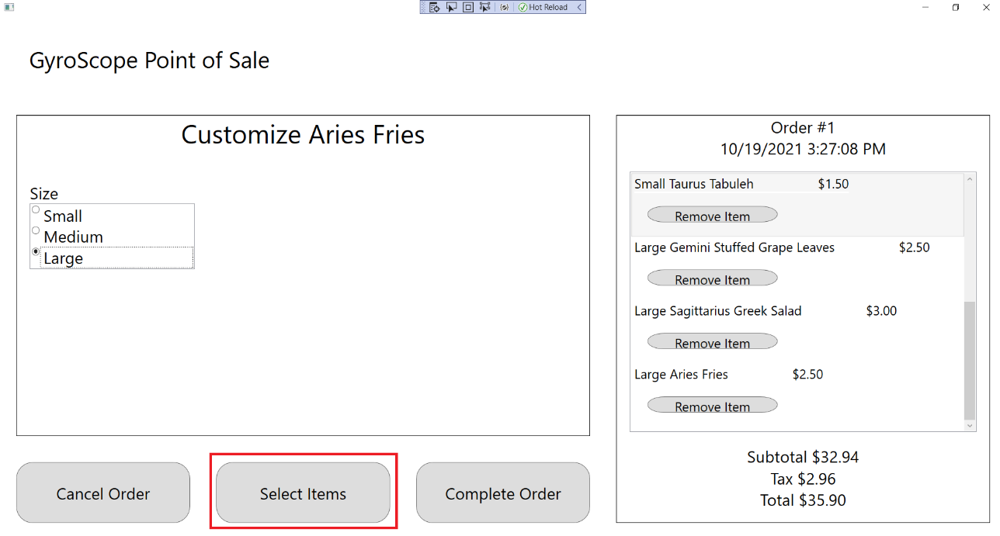 Hot Reload
GyroScope Point of Sale
Customize Aries Fries
Size
Small
Medium
Large
Cancel Order
Select Items
Complete Order
Order #1
10/19/2021 3:27:08 PM
Small Taurus Tabuleh $1.50
Remove Item
Large Gemini Stuffed Grape Leaves $2.50
Remove Item
Large Sagittarius Greek Salad $3.00
Remove Item
Large Aries Fries $2.50
Remove Item
Subtotal $32.94
Tax $2.96
Total $35.90